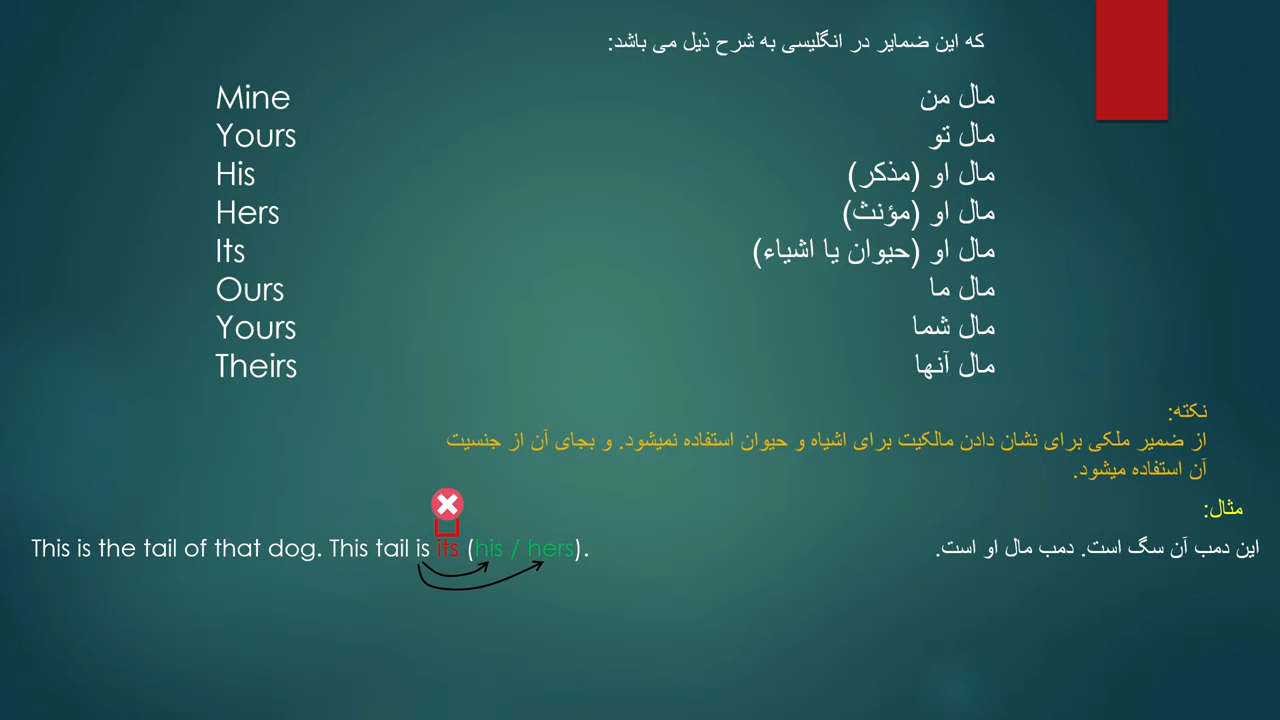 که این ضمایر در انگلیسی به شرح ذیل می باشد:
Mine مال من
Yours مال تو
His مال او (مذکر)
Hers مال او (مؤنث)
Its مال او (حیوان یا اشیاء)
Ours مال ما
Yours مال شما
Theirs مال آنها
نکته:
از ضمیر ملکی برای نشان دادن مالکیت برای اشیاه و حیوان استفاده نمیشود. و بجای آن از جنسیت
آن استفاده میشود.
مثال:
This is the tail of that dog. This tail is its (his / hers). این دمب آن سگ است. دمب مال او است.